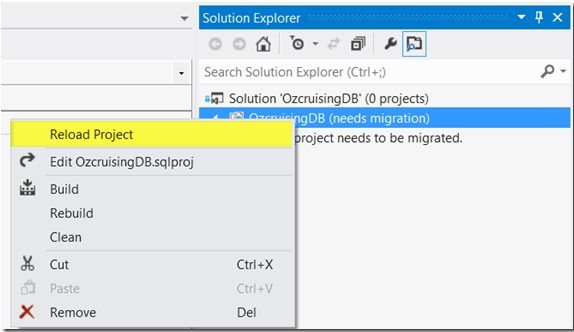 Solution Explorer
Search Solution Explorer (Ctrl+;)
Solution 'OzcruisingDB' (0 projects)
OzcruisingDB (needs migration)
project needs to be migrated.
Reload Project
Edit OzcruisingDB.sqlproj
Build
Rebuild
Clean
Cut Ctrl+X
Paste Ctrl+V
Remove Del